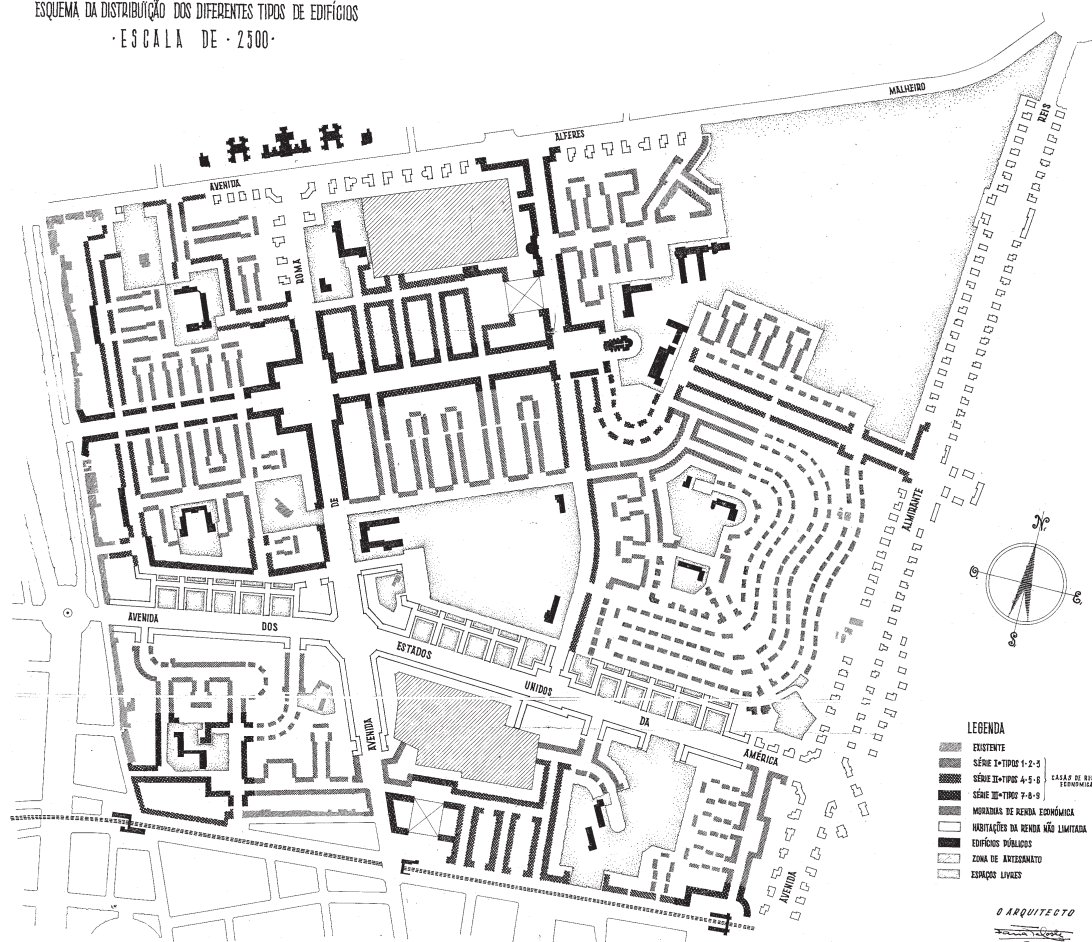 ESQUEMA DA DISTRIBUIÇÃO DOS DIFERENTES TIPOS DE EDIFÍCIOS
·ESCALA DE · 2500·
MALHEIRO
REIS
ALFERES
AVENIDA
ROMA
DE
ALMIRANTE
N
AVENIDA
DOS
ESTADOS
UNIDOS
DA
AMÉRICA
AVENIDA
AVENIDA
LEGENDA
EXISTENTE
SÉRIE I•TIPOS 1-2-3
SÉRIE II•TIPOS 4-5-6
CASAS DE
ECONÓMICA
SÉRIE III•TIPOS 7-8-9
MORADIAS DE RENDA ECONÓMICA
HABITAÇÕES DA RENDA NÃO LIMITADA
EDIFÍCIOS PÚBLICOS
ZONA DE ARTESANATO
ESPAÇOS LIVRES
O ARQUITECTO